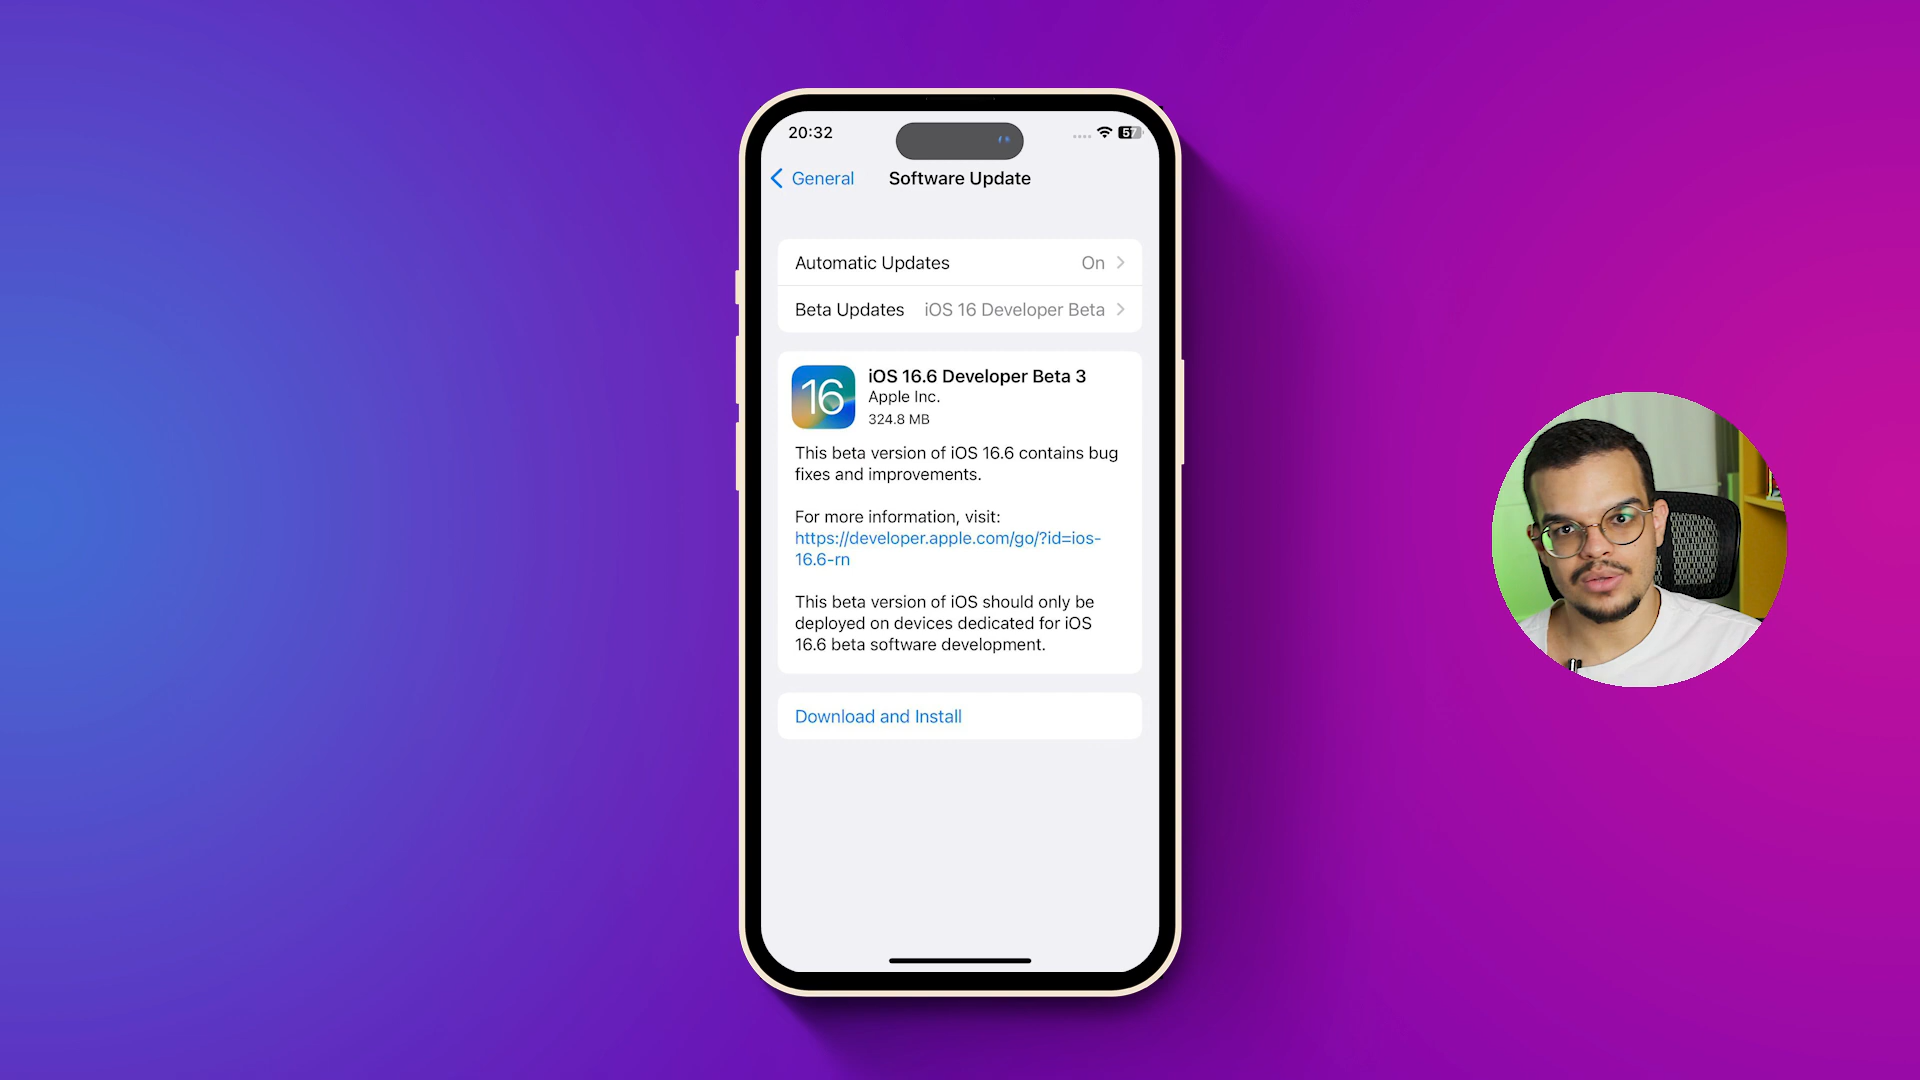 20:32
57
General
Software Update
Automatic Updates On
Beta Updates iOS 16 Developer Beta
16
iOS 16.6 Developer Beta 3
Apple Inc.
324.8 MB
This beta version of iOS 16.6 contains bug
fixes and improvements.
For more information, visit:
https://developer.apple.com/go/?id=ios-
16.6-rn
This beta version of iOS should only be
deployed on devices dedicated for iOS
16.6 beta software development.
Download and Install